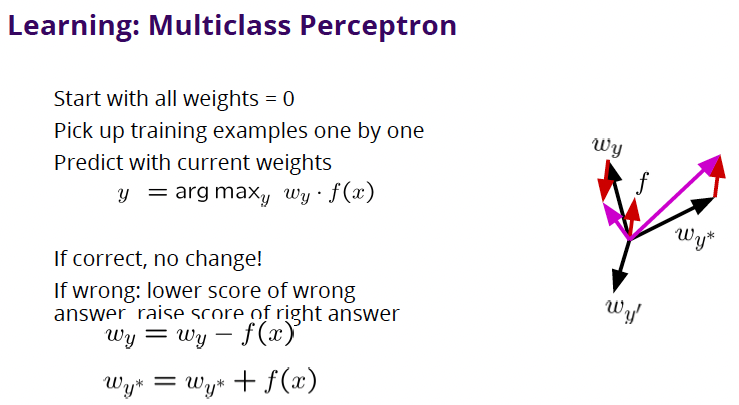 Learning: Multiclass Perceptron
Start with all weights = 0
Pick up training examples one by one
Predict with current weights
y = arg max_y w_y · f(x)
If correct, no change!
If wrong: lower score of wrong
answer, raise score of right answer
w_y = w_y − f(x)
w_{y*} = w_{y*} + f(x)
w_y
f
w_{y*}
w_{y'}